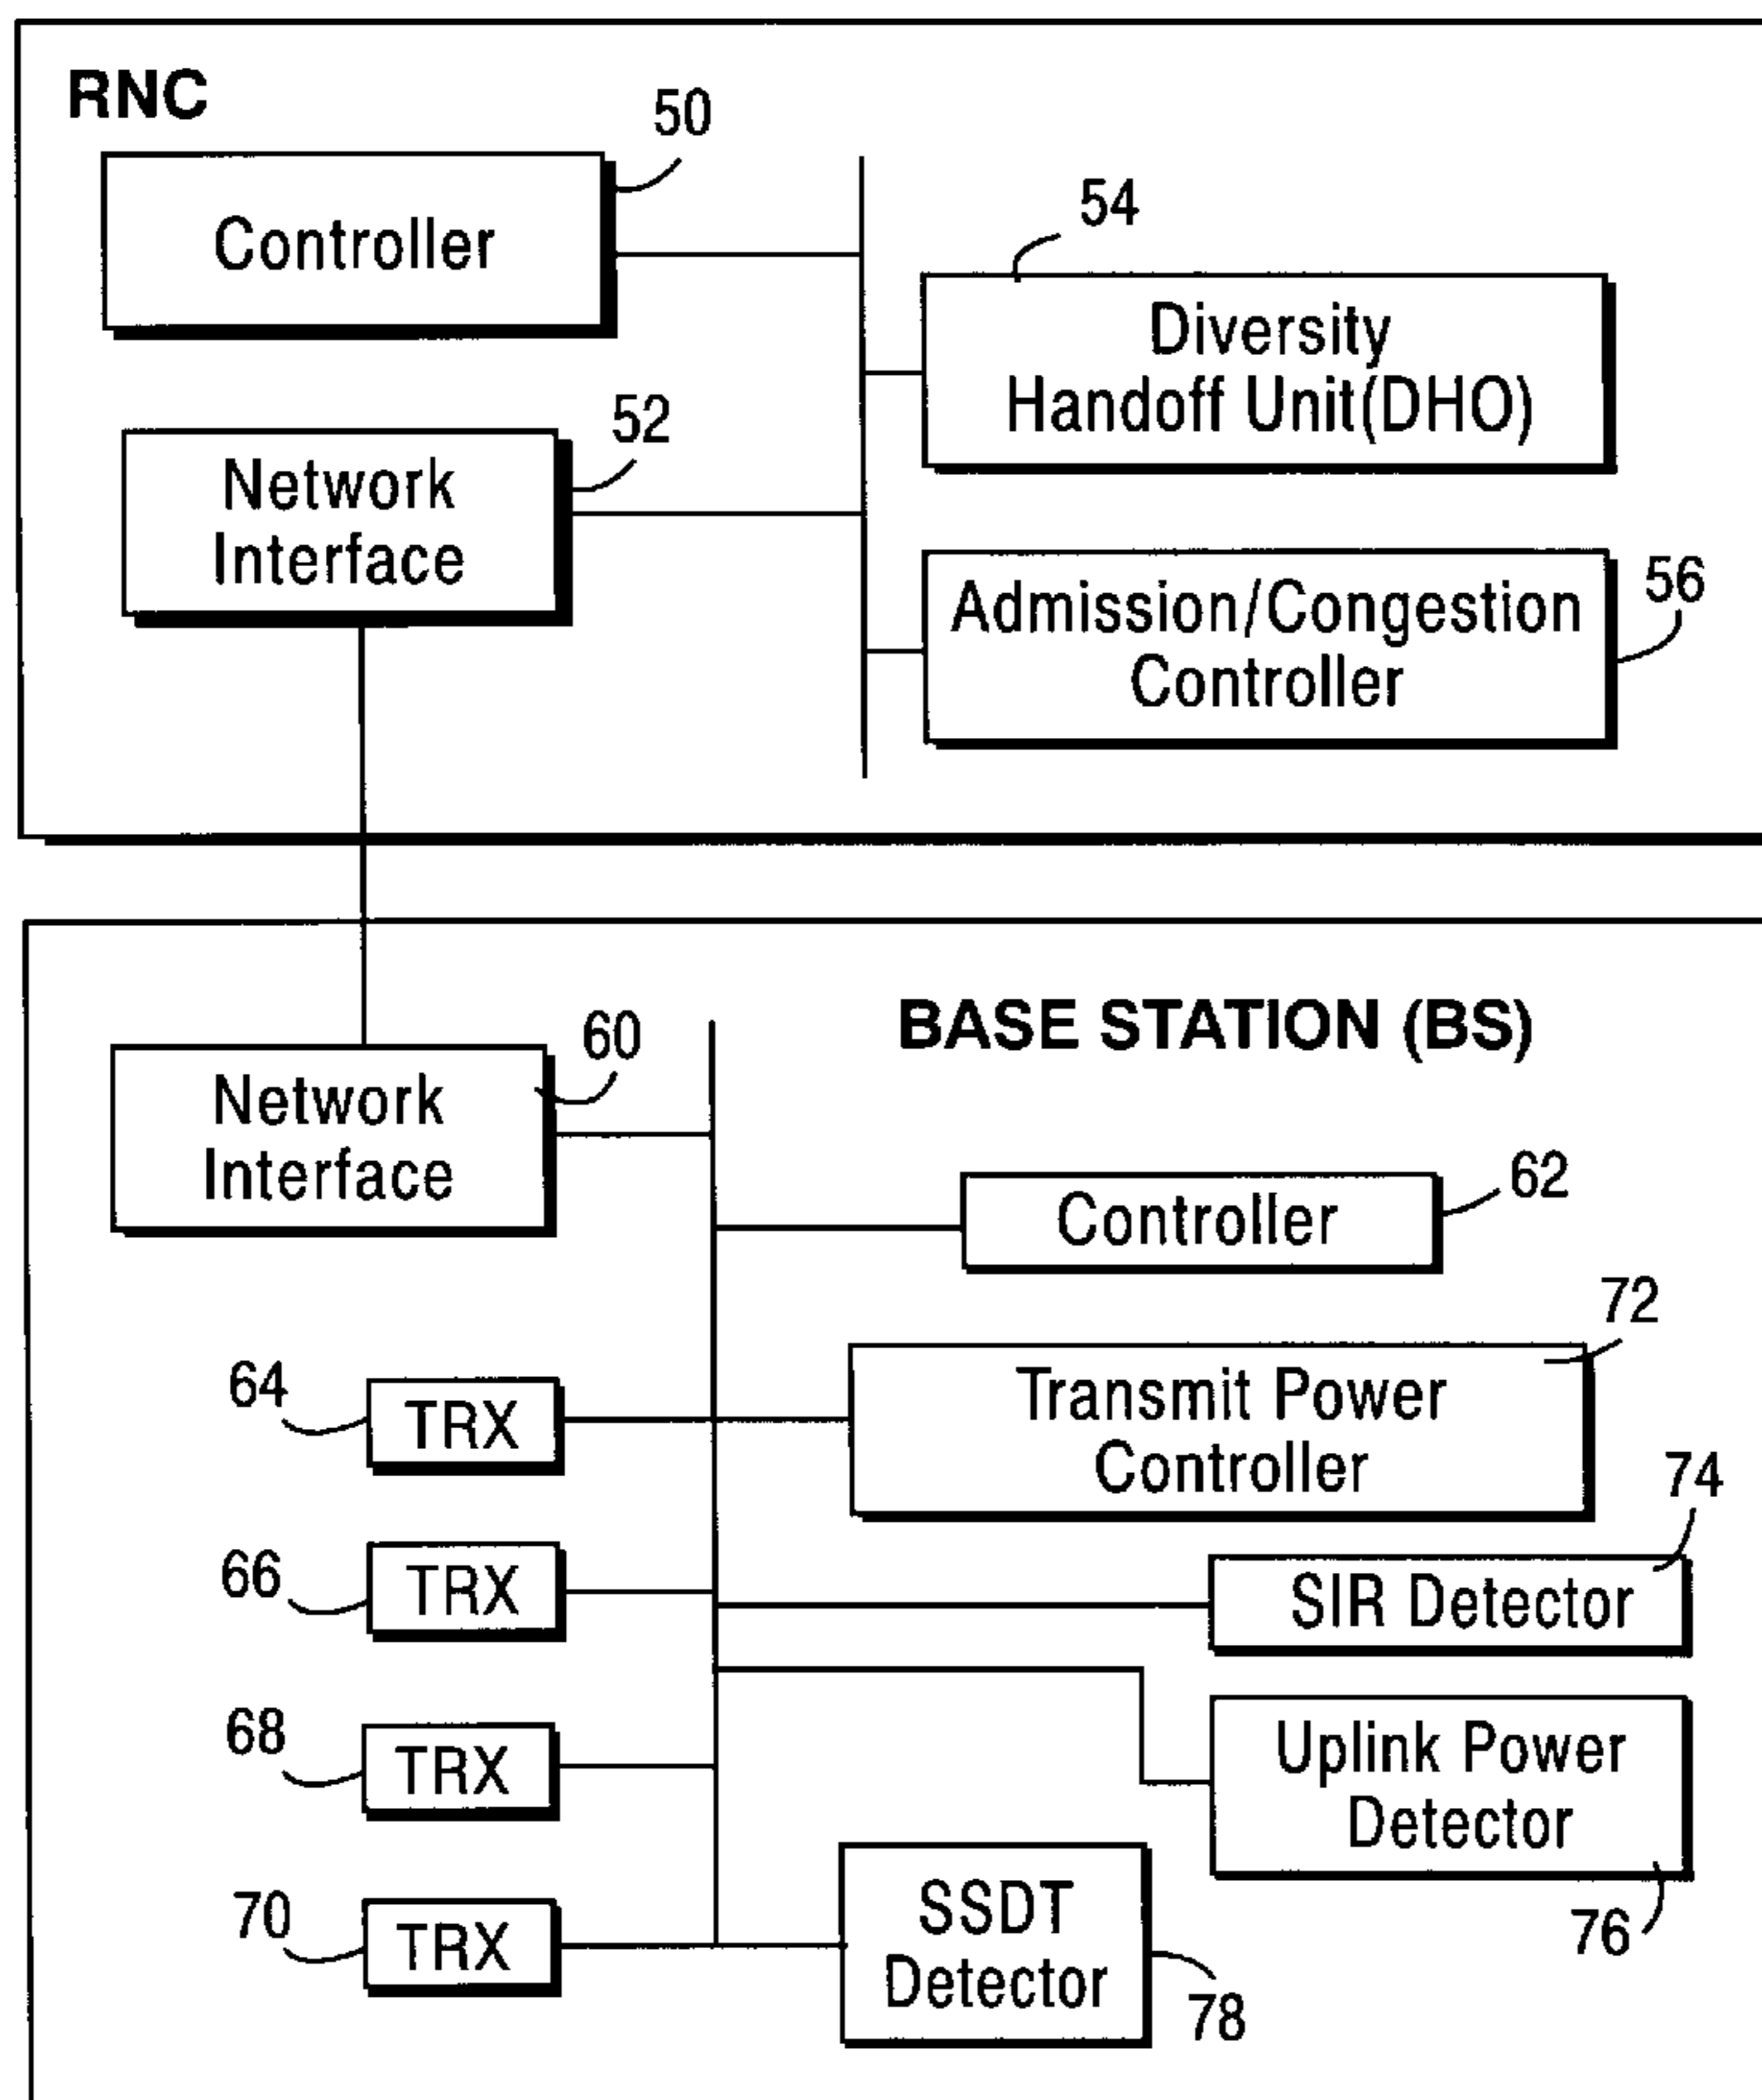 RNC
50
Controller
54
Diversity
Handoff Unit(DHO)
52
Network
Interface
56
Admission/Congestion
Controller
BASE STATION (BS)
60
Network
Interface
62
Controller
72
Transmit Power
Controller
64
TRX
74
SIR Detector
66
TRX
68
TRX
Uplink Power
Detector
76
70
TRX
SSDT
Detector
78